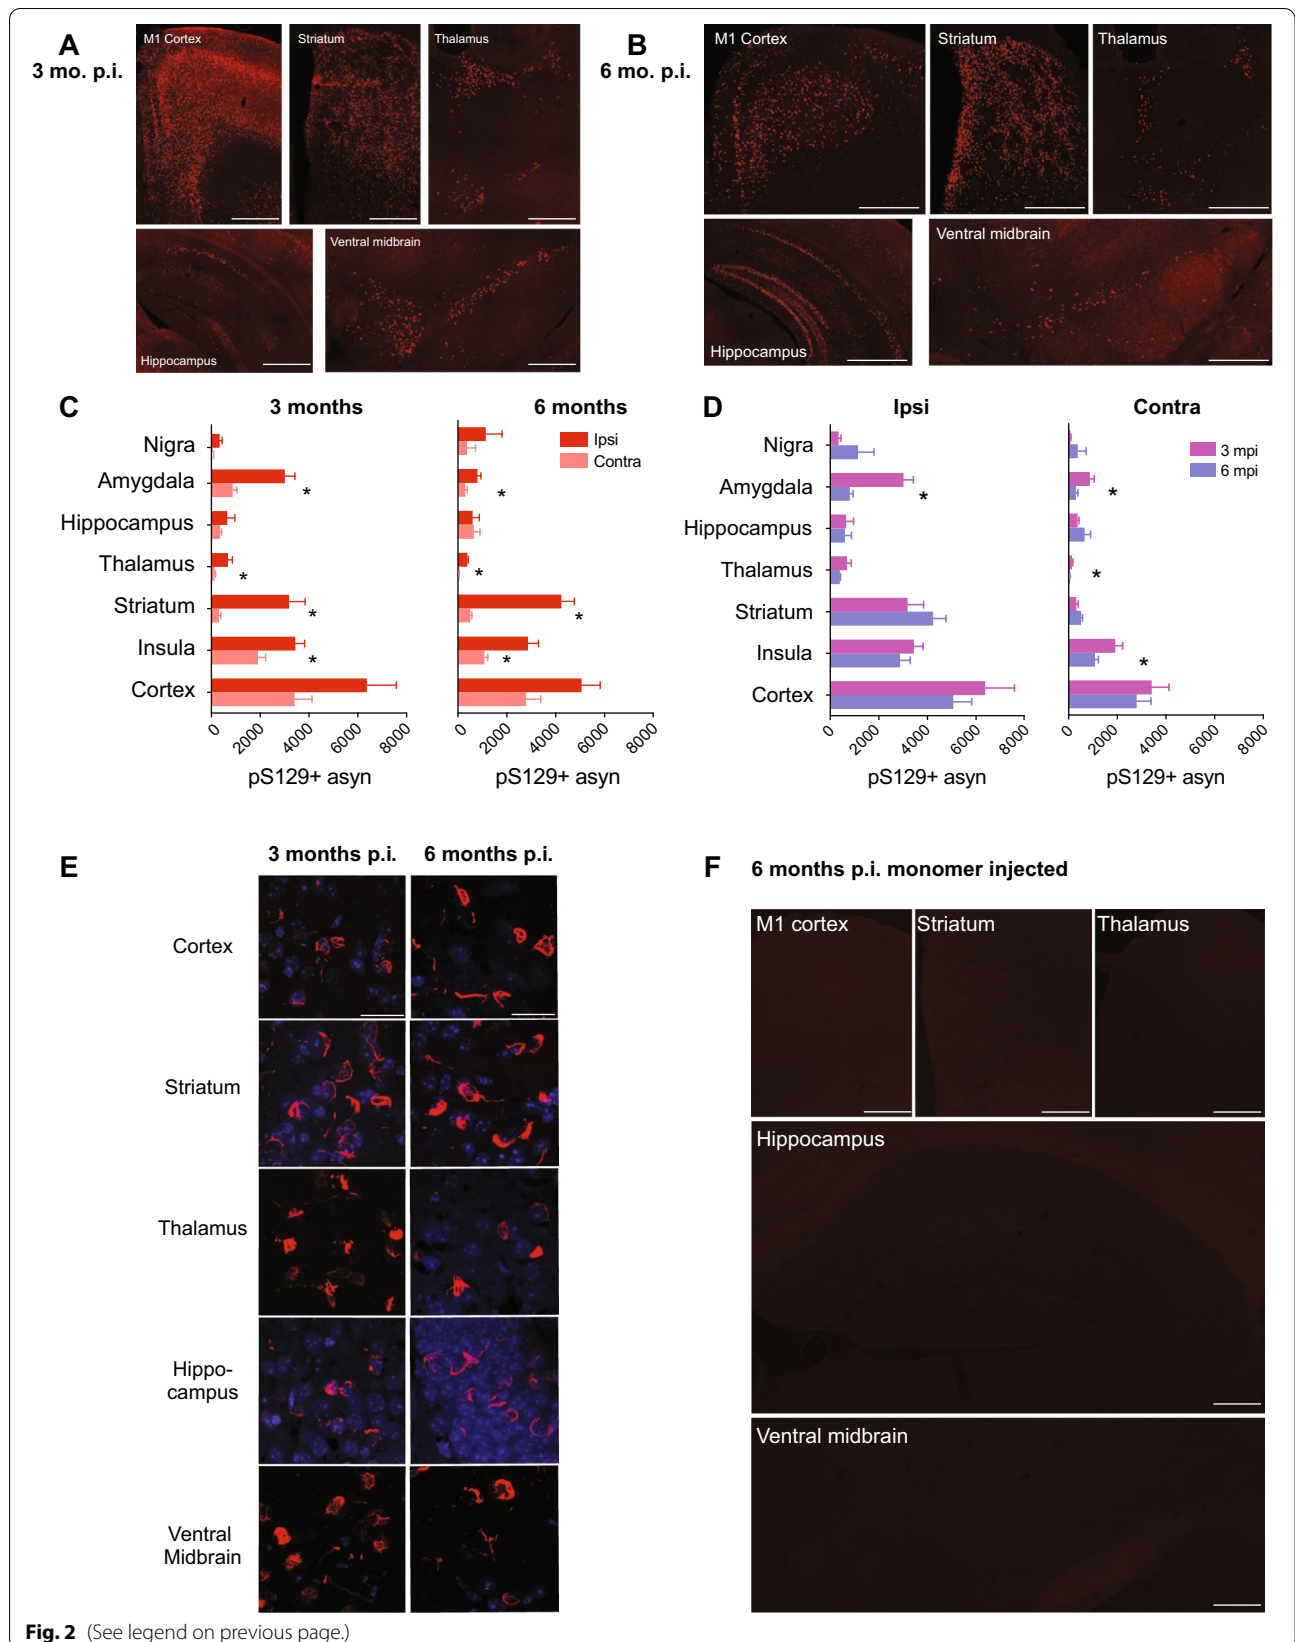 A
3 mo. p.i.
M1 Cortex
Striatum
Thalamus
Hippocampus
Ventral midbrain
B
6 mo. p.i.
M1 Cortex
Striatum
Thalamus
Hippocampus
Ventral midbrain
C
3 months
6 months
Nigra
Amygdala
Hippocampus
Thalamus
Striatum
Insula
Cortex
Ipsi
Contra
*
*
*
*
*
*
*
*
0 2000 4000 6000 8000
0 2000 4000 6000 8000
pS129+ asyn
pS129+ asyn
D
Ipsi
Contra
Nigra
Amygdala
Hippocampus
Thalamus
Striatum
Insula
Cortex
3 mpi
6 mpi
*
*
*
*
0 2000 4000 6000 8000
0 2000 4000 6000 8000
pS129+ asyn
pS129+ asyn
E
3 months p.i.
6 months p.i.
Cortex
Striatum
Thalamus
Hippo-
campus
Ventral
Midbrain
F
6 months p.i. monomer injected
M1 cortex
Striatum
Thalamus
Hippocampus
Ventral midbrain
Fig. 2 (See legend on previous page.)